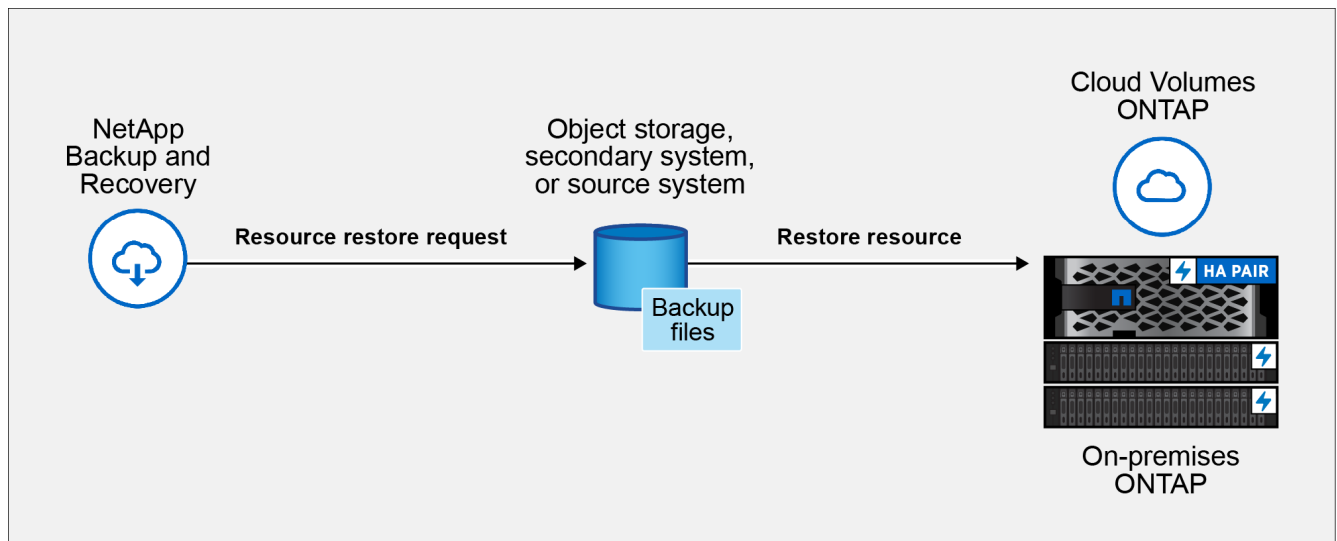 NetApp
Backup and
Recovery
Resource restore request
Object storage,
secondary system,
or source system
Backup
files
Restore resource
Cloud Volumes
ONTAP
HA PAIR
On-premises
ONTAP